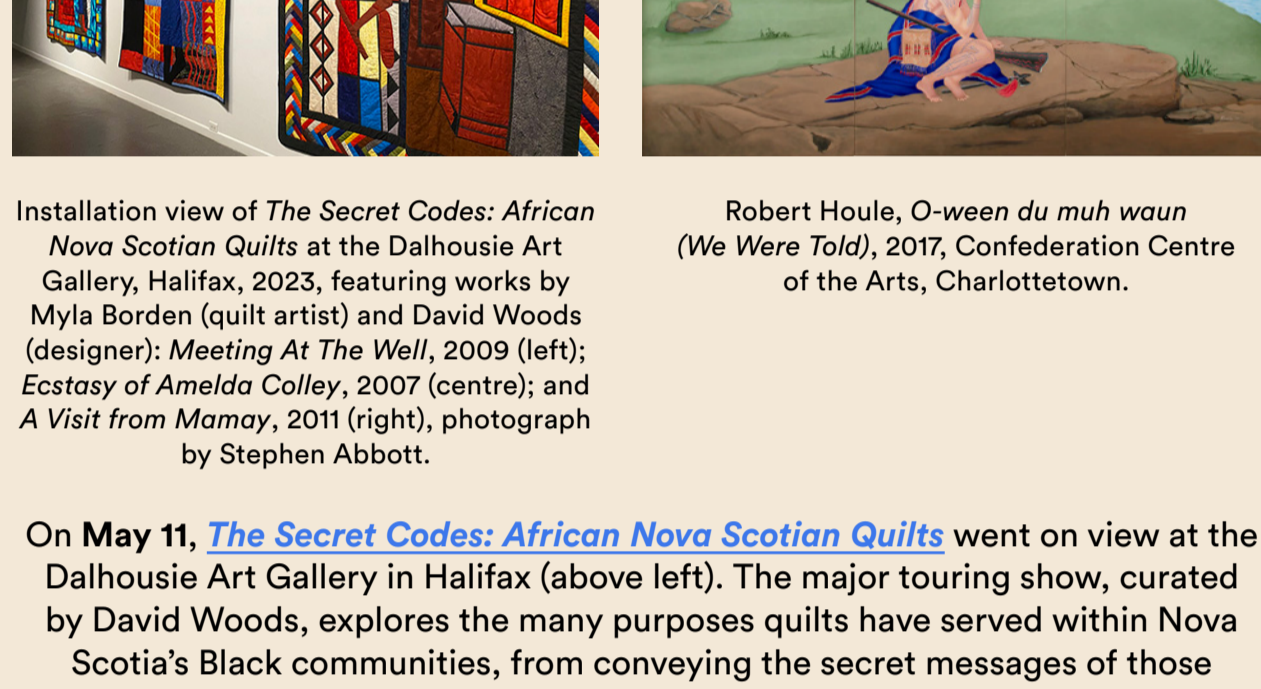 Installation view of The Secret Codes: African
Nova Scotian Quilts at the Dalhousie Art
Gallery, Halifax, 2023, featuring works by
Myla Borden (quilt artist) and David Woods
(designer): Meeting At The Well, 2009 (left);
Ecstasy of Amelda Colley, 2007 (centre); and
A Visit from Mamay, 2011 (right), photograph
by Stephen Abbott.
Robert Houle, O-ween du muh waun
(We Were Told), 2017, Confederation Centre
of the Arts, Charlottetown.
On May 11, The Secret Codes: African Nova Scotian Quilts went on view at the
Dalhousie Art Gallery in Halifax (above left). The major touring show, curated
by David Woods, explores the many purposes quilts have served within Nova
Scotia’s Black communities, from conveying the secret messages of those